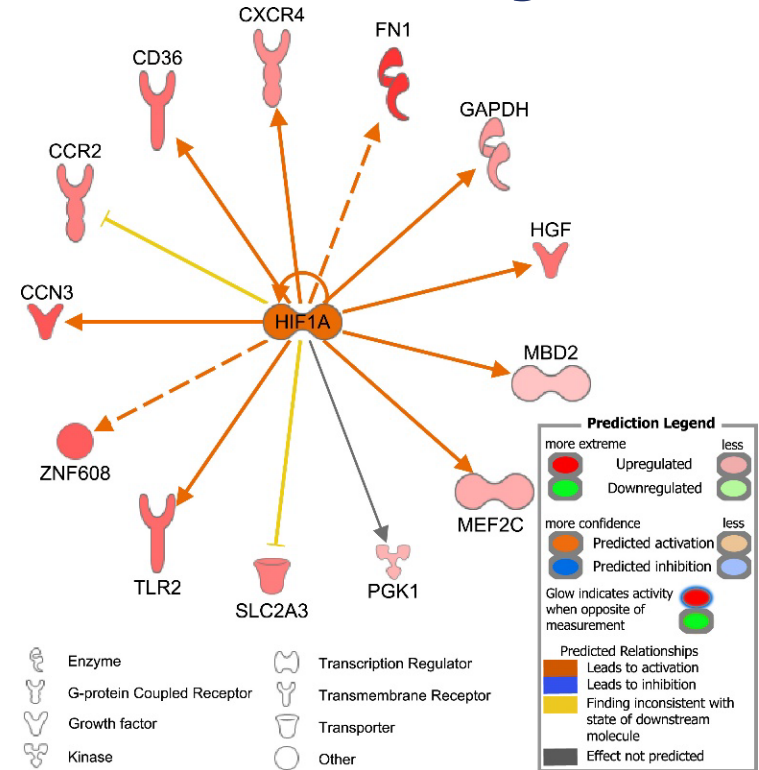 CXCR4
FN1
CD36
GAPDH
CCR2
HGF
CCN3
HIF1A
MBD2
ZNF608
MEF2C
TLR2
SLC2A3
PGK1
Prediction Legend
more extreme less
Upregulated
Downregulated
more confidence less
Predicted activation
Predicted inhibition
Glow indicates activity
when opposite of
measurement
Predicted Relationships
Leads to activation
Leads to inhibition
Finding inconsistent with
state of downstream
molecule
Effect not predicted
Enzyme
G-protein Coupled Receptor
Growth factor
Kinase
Transcription Regulator
Transmembrane Receptor
Transporter
Other